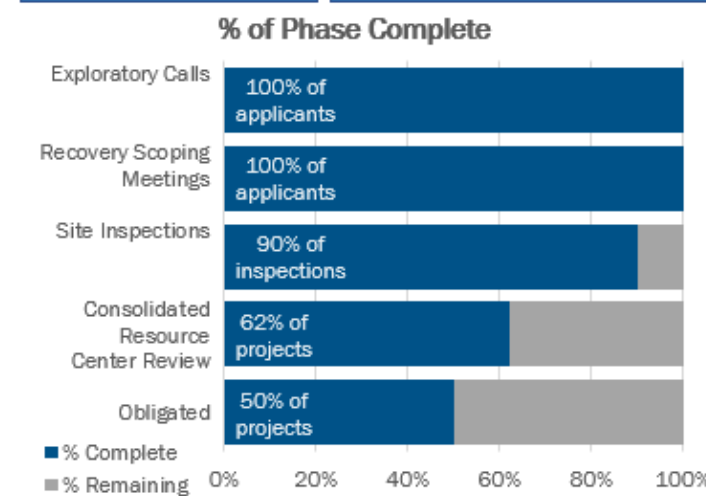 % of Phase Complete
Exploratory Calls
100% of
applicants
Recovery Scoping
Meetings
100% of
applicants
Site Inspections
90% of
inspections
Consolidated
Resource
Center Review
62% of
projects
Obligated
50% of
projects
% Complete
% Remaining
0% 20% 40% 60% 80% 100%